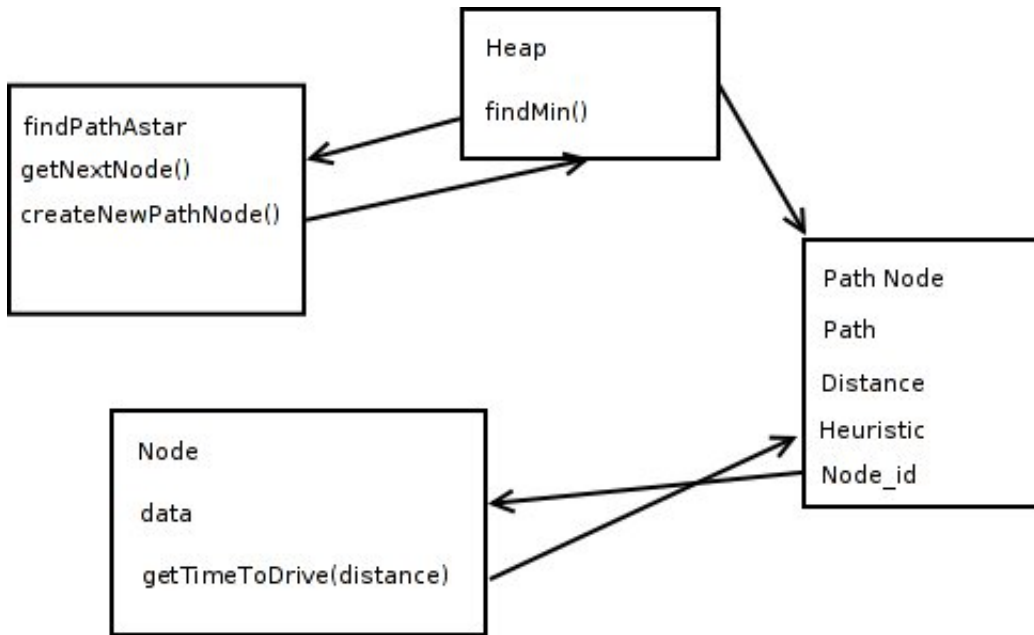 Heap
findMin()
findPathAstar
getNextNode()
createNewPathNode()
Path Node
Path
Distance
Heuristic
Node_id
Node
data
getTimeToDrive(distance)